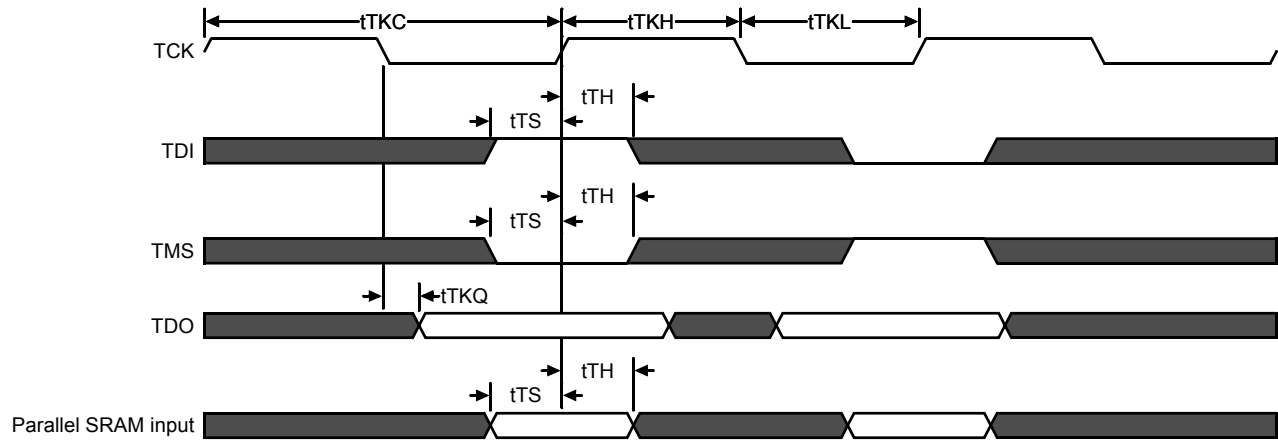 tTKC tTKH tTKL
TCK
tTH
tTS
TDI
tTH
tTS
TMS
tTKQ
TDO
tTH
tTS
Parallel SRAM input